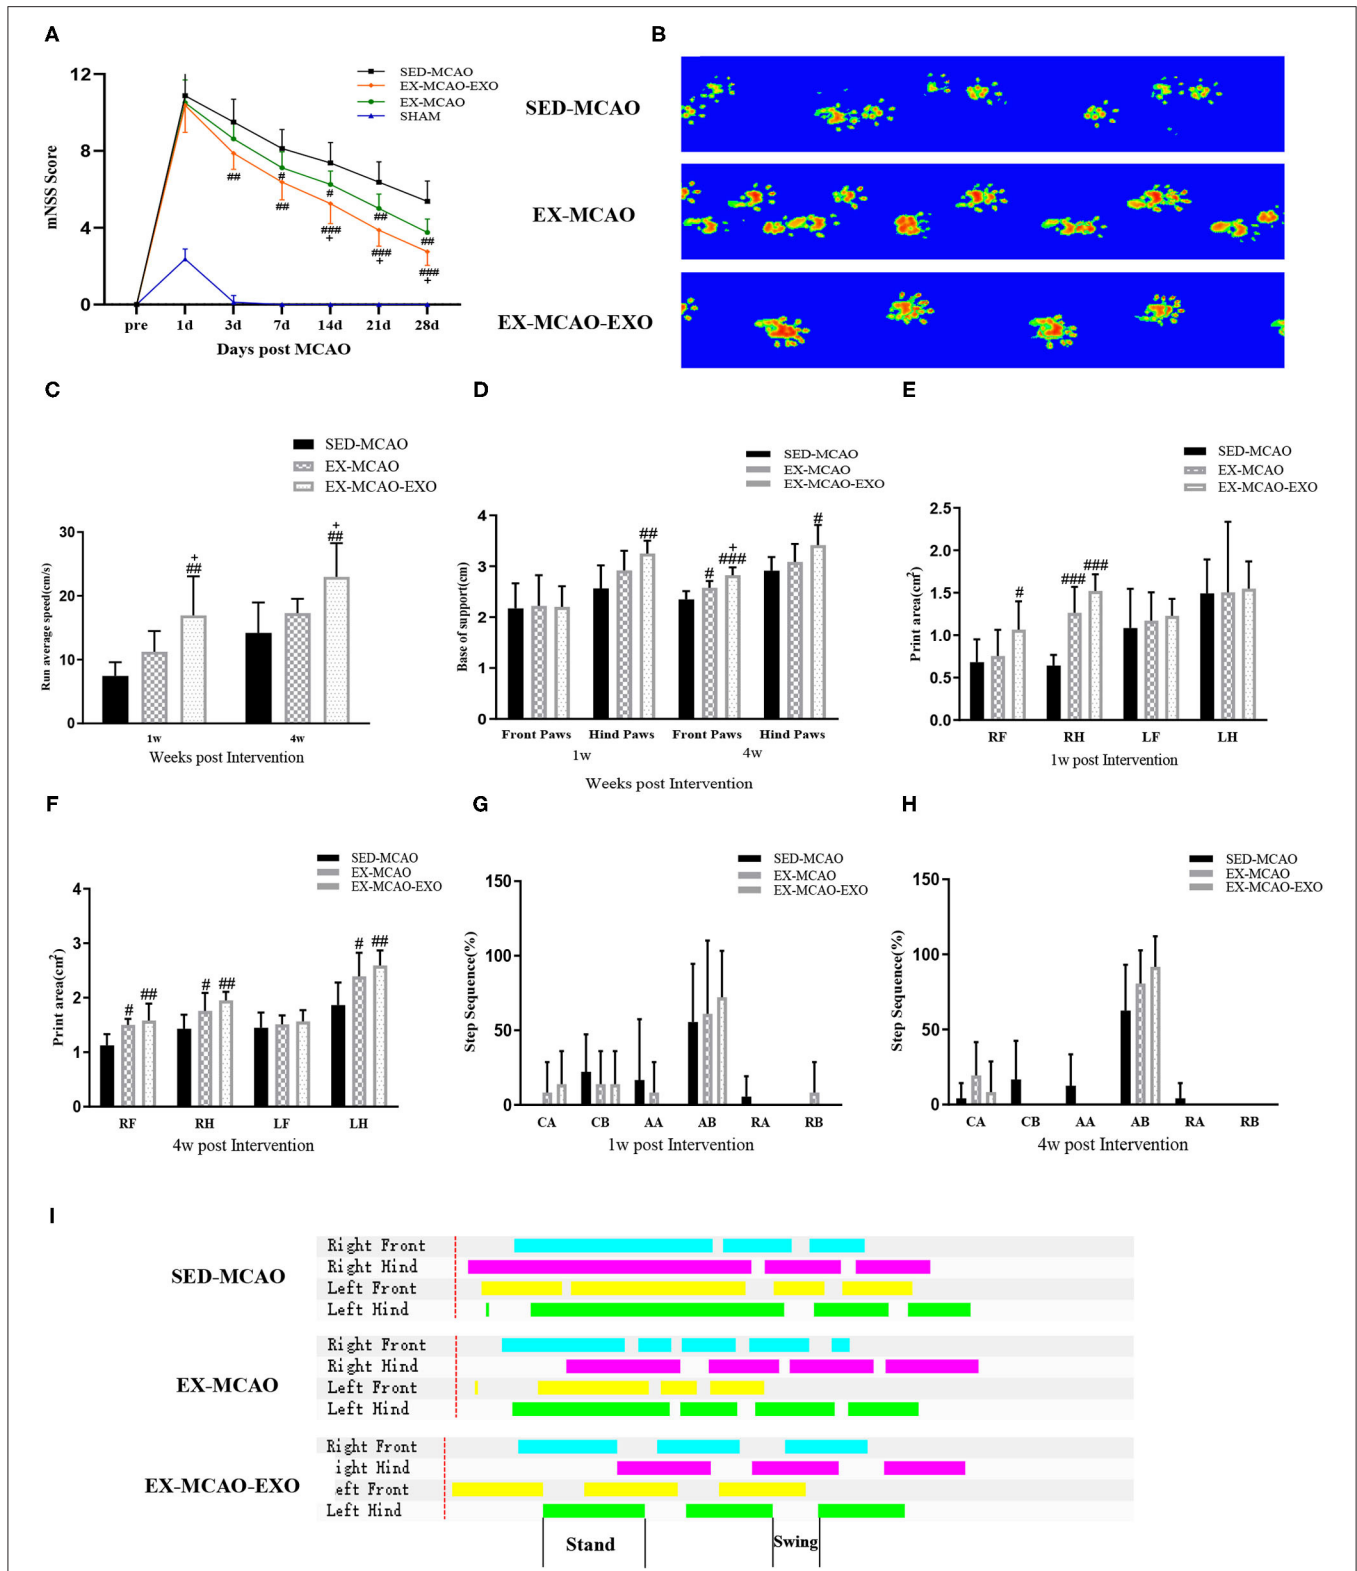 A
SED-MCAO
EX-MCAO-EXO
EX-MCAO
SHAM
12
8
4
0
mNSS Score
##
#
##
#
###
+
##
###
+
##
###
+
pre 1d 3d 7d 14d 21d 28d
Days post MCAO
B
SED-MCAO
EX-MCAO
EX-MCAO-EXO
C
SED-MCAO
EX-MCAO
EX-MCAO-EXO
30
20
10
0
Run average speed(cm/s)
+
##
+
##
1w 4w
Weeks post Intervention
D
SED-MCAO
EX-MCAO
EX-MCAO-EXO
4
3
2
1
0
Base of support(cm)
##
#
+
###
#
Front Paws Hind Paws Front Paws Hind Paws
1w 4w
Weeks post Intervention
E
SED-MCAO
EX-MCAO
EX-MCAO-EXO
2.5
2.0
1.5
1.0
0.5
0.0
Print area(cm²)
#
###
###
RF RH LF LH
1w post Intervention
F
SED-MCAO
EX-MCAO
EX-MCAO-EXO
4
3
2
1
0
Print area(cm²)
#
##
#
##
#
##
RF RH LF LH
4w post Intervention
G
SED-MCAO
EX-MCAO
EX-MCAO-EXO
150
100
50
0
Step Sequence(%)
CA CB AA AB RA RB
1w post Intervention
H
SED-MCAO
EX-MCAO
EX-MCAO-EXO
150
100
50
0
Step Sequence(%)
CA CB AA AB RA RB
4w post Intervention
I
SED-MCAO
Right Front
Right Hind
Left Front
Left Hind
EX-MCAO
Right Front
Right Hind
Left Front
Left Hind
EX-MCAO-EXO
Right Front
ight Hind
eft Front
Left Hind
Stand
Swing